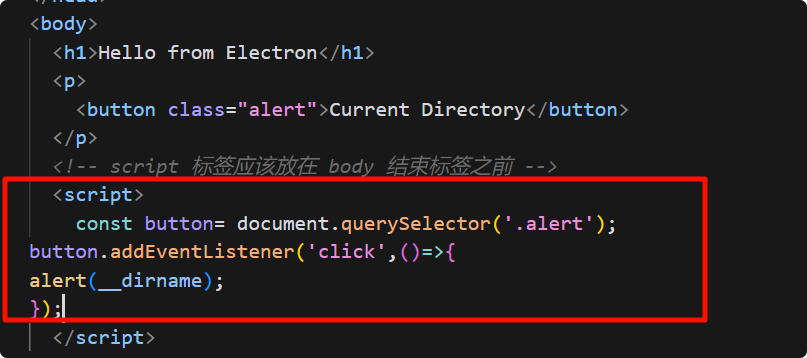 </head>
<body>
<h1>Hello from Electron</h1>
<p>
<button class="alert">Current Directory</button>
</p>
<!-- script 标签应该放在 body 结束标签之前 -->
<script>
const button= document.querySelector('.alert');
button.addEventListener('click',()=>{
alert(__dirname);
});
</script>